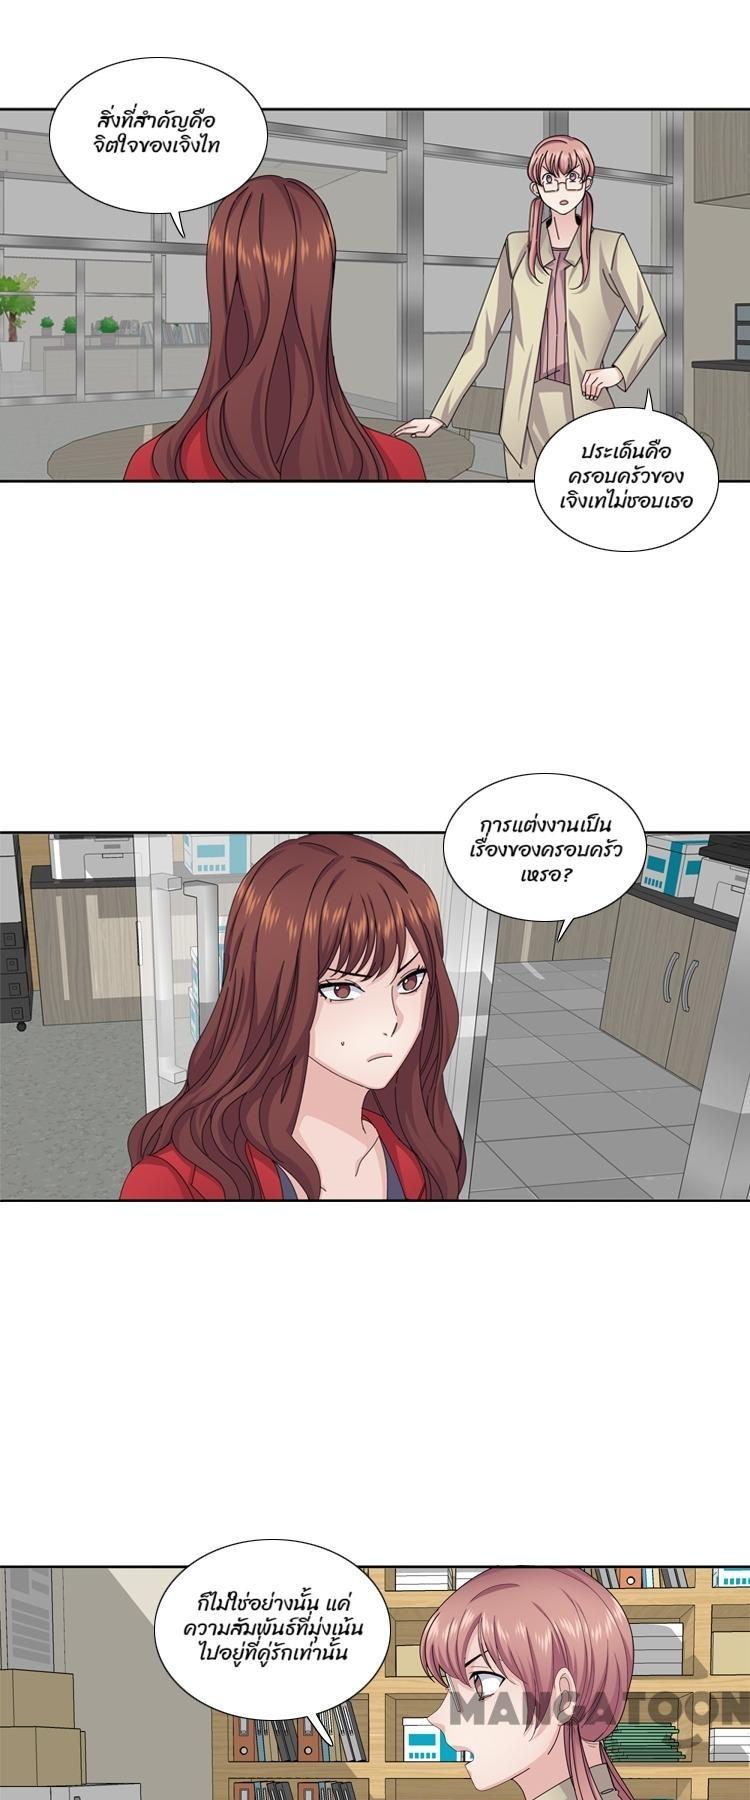 สิ่งที่สำคัญคือ
จิตใจของเจิงไท
ประเด็นคือ
ครอบครัวของ
เจิงเทไม่ชอบเธอ
การแต่งงานเป็น
เรื่องของครอบครัว
เหรอ?
ก็ไม่ใช่อย่างนั้น แค่
ความสัมพันธ์ที่มุ่งเน้น
ไปอยู่ที่คู่รักเท่านั้น
MANGATOON